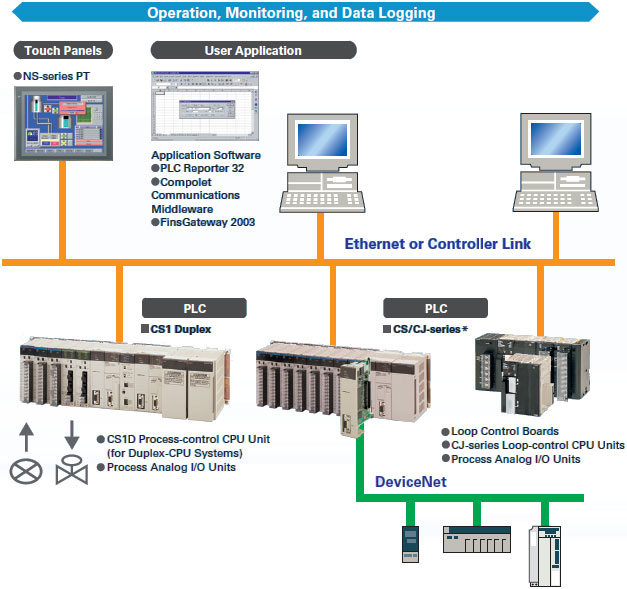 Operation, Monitoring, and Data Logging
Touch Panels
User Application
●NS-series PT
Application Software
●PLC Reporter 32
●Compolet
Communications
Middleware
●FinsGateway 2003
Ethernet or Controller Link
PLC
■CS1 Duplex
PLC
■CS/CJ-series*
●CS1D Process-control CPU Unit
(for Duplex-CPU Systems)
●Process Analog I/O Units
●Loop Control Boards
●CJ-series Loop-control CPU Units
●Process Analog I/O Units
DeviceNet